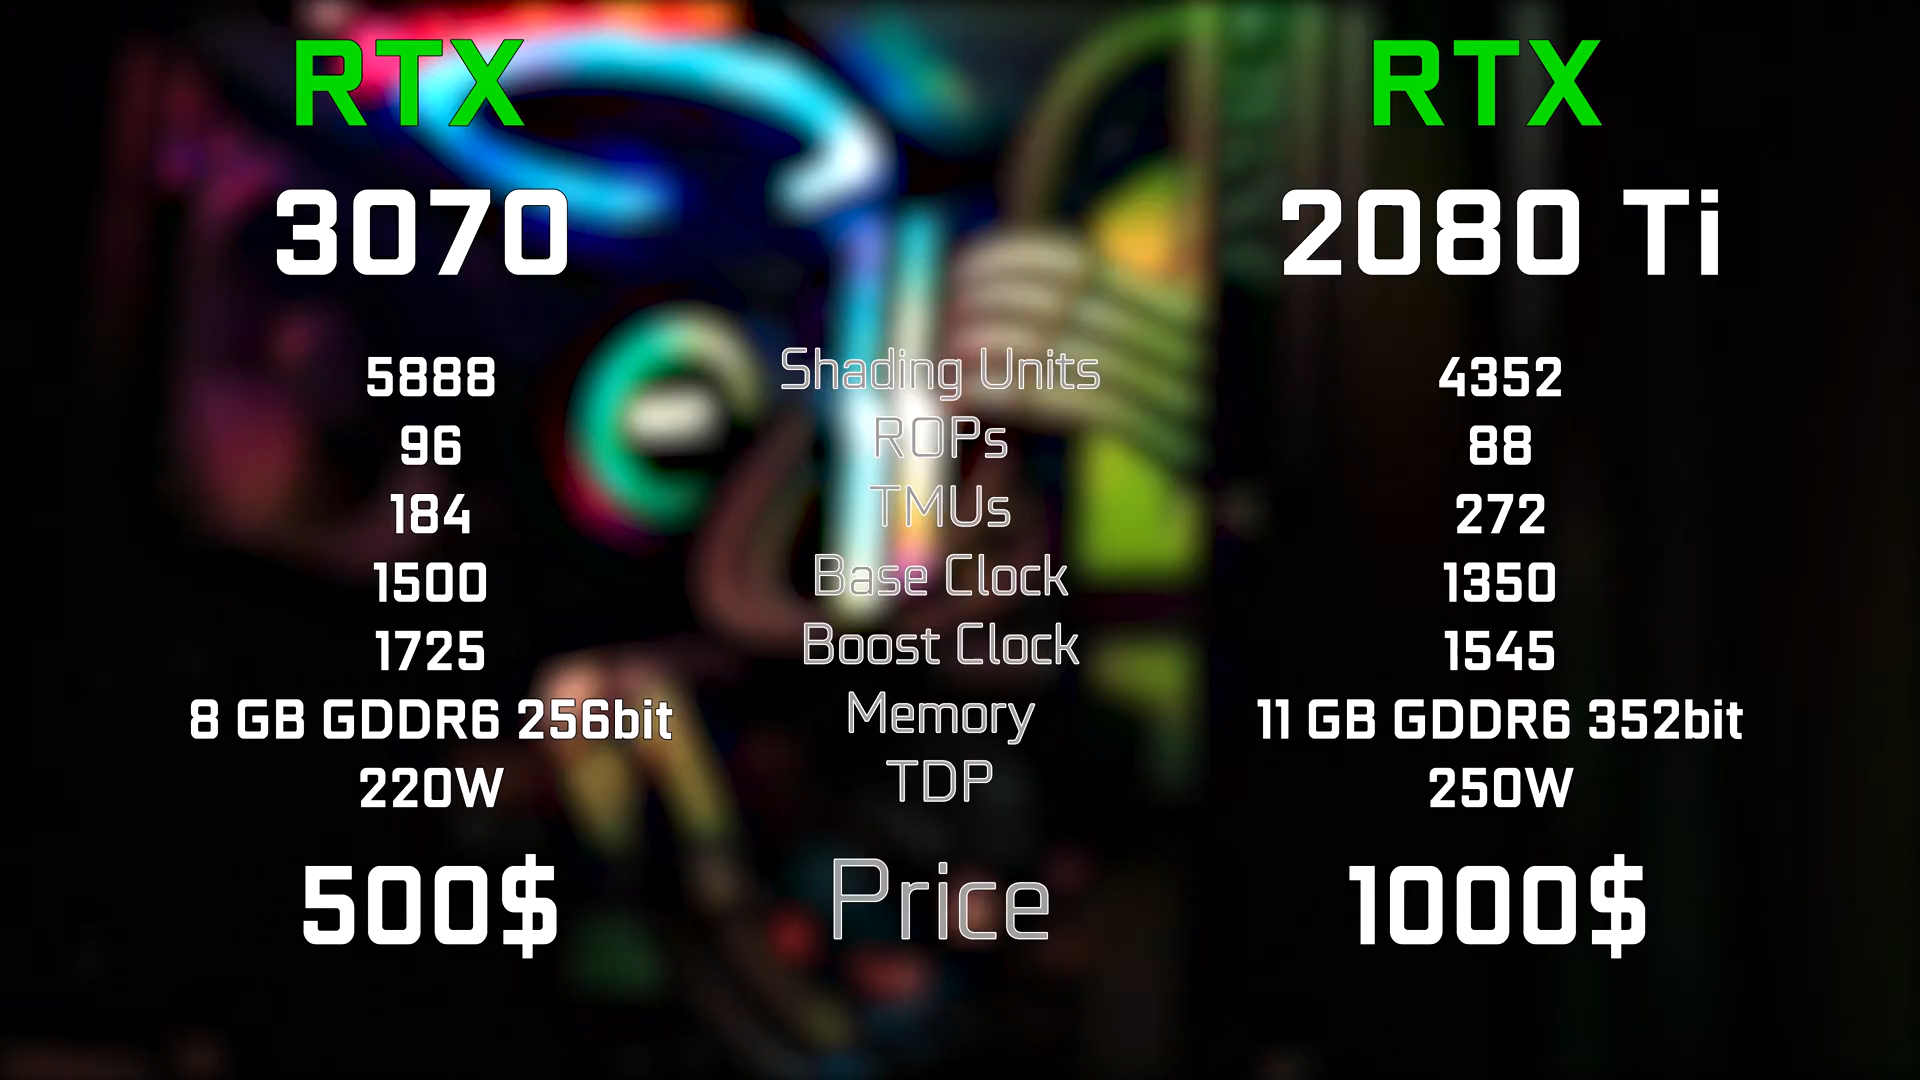 RTX RTX
3070 2080 Ti
5888 Shading Units 4352
96 ROPs 88
184 TMUs 272
1500 Base Clock 1350
1725 Boost Clock 1545
8 GB GDDR6 256bit Memory 11 GB GDDR6 352bit
220W TDP 250W
500$ Price 1000$